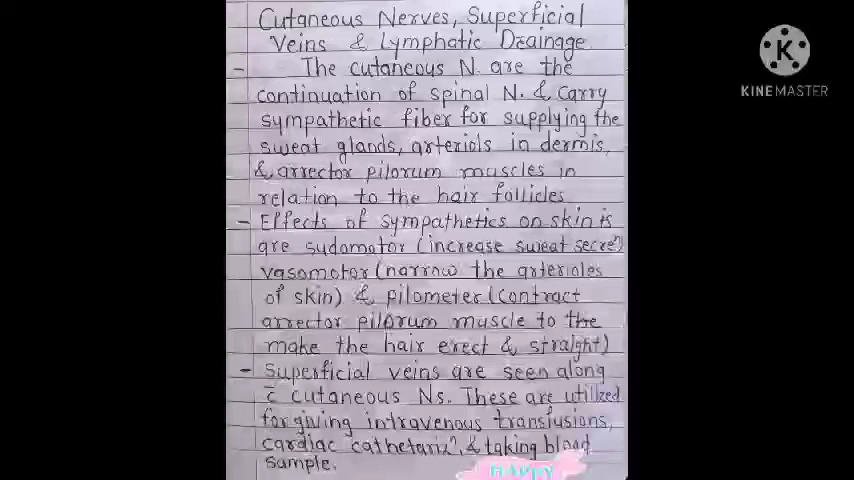 Cutaneous Nerves, Superficial
Veins & Lymphatic Drainage
- The cutaneous N. are the
continuation of spinal N. & carry
sympathetic fiber for supplying the
sweat glands, arteriols in dermis,
& arrector pilorum muscles in
relation to the hair follicles
- Effects of sympathetics on skin is
are sudomotor (increase sweat secreⁿ)
vasomotor (narrow the arterioles
of skin) & pilometer (contract
arrector pilorum muscle to the
make the hair erect & straight)
- Superficial veins are seen along
c̄ cutaneous Ns. These are utilized
for giving intravenous transfusions,
cardiac cathetarizⁿ, & taking blood
sample.
HAPPY
K
KINEMASTER